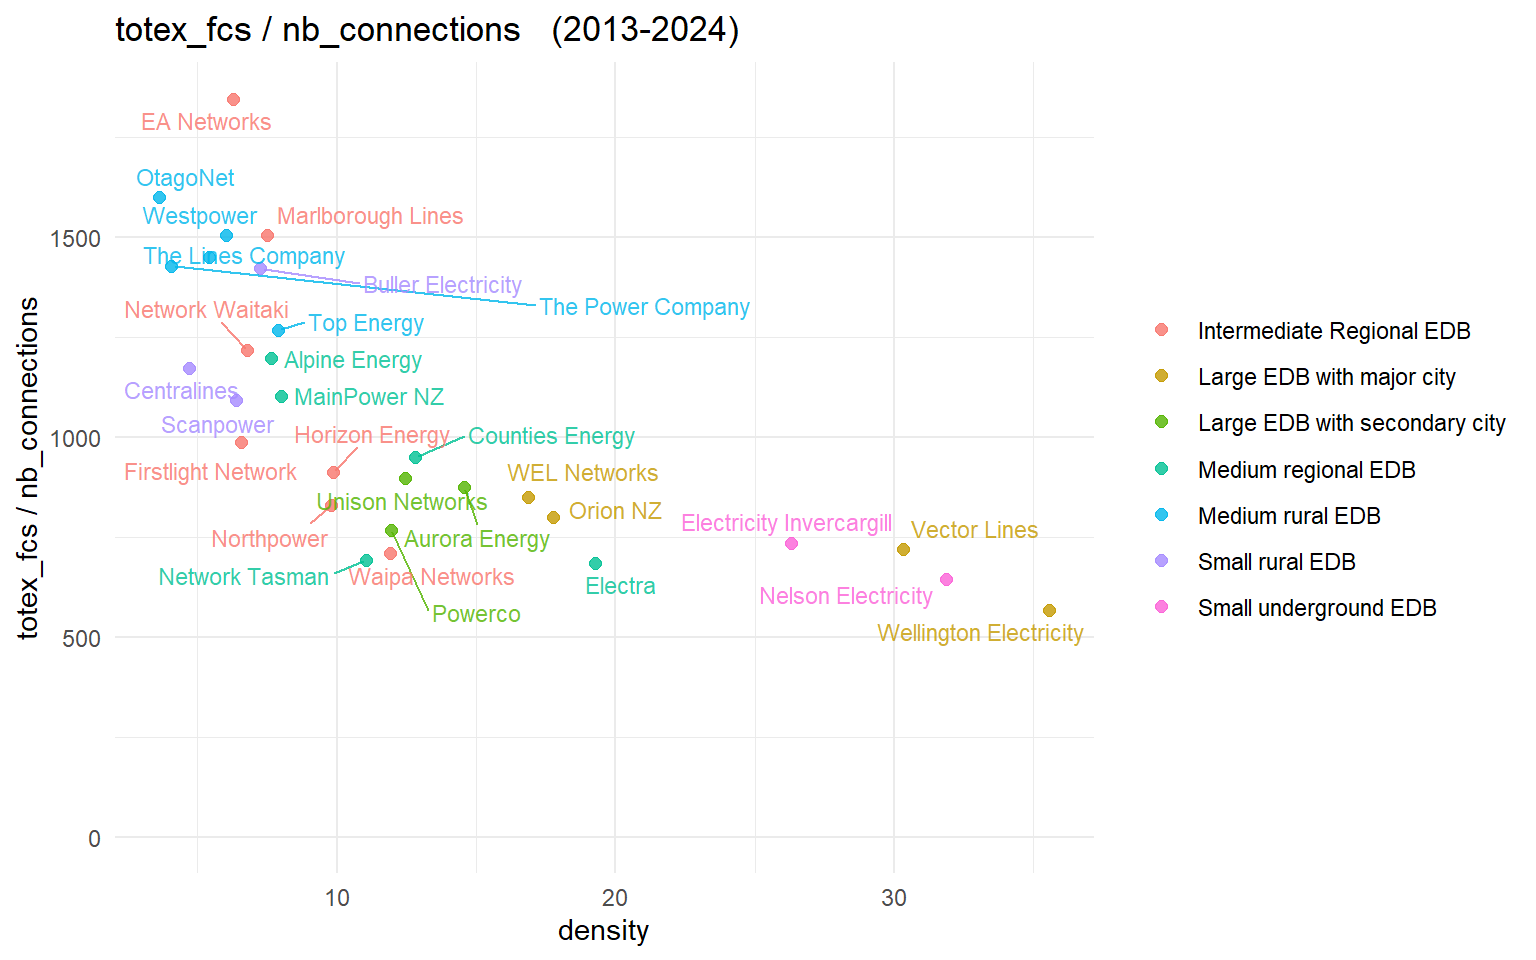 totex_fcs / nb_connections   (2013-2024)
EA Networks
OtagoNet
Westpower
Marlborough Lines
1500
The Lines Company
Buller Electricity
The Power Company
Network Waitaki
Top Energy
Alpine Energy
Centralines
MainPower NZ
Scanpower
1000
Horizon Energy
Counties Energy
Firstlight Network
WEL Networks
Unison Networks
Orion NZ
Electricity Invercargill
Vector Lines
Northpower
Aurora Energy
Network Tasman
Waipa Networks
Electra
Nelson Electricity
Powerco
Wellington Electricity
500
0
10
20
30
density
totex_fcs / nb_connections
Intermediate Regional EDB
Large EDB with major city
Large EDB with secondary city
Medium regional EDB
Medium rural EDB
Small rural EDB
Small underground EDB